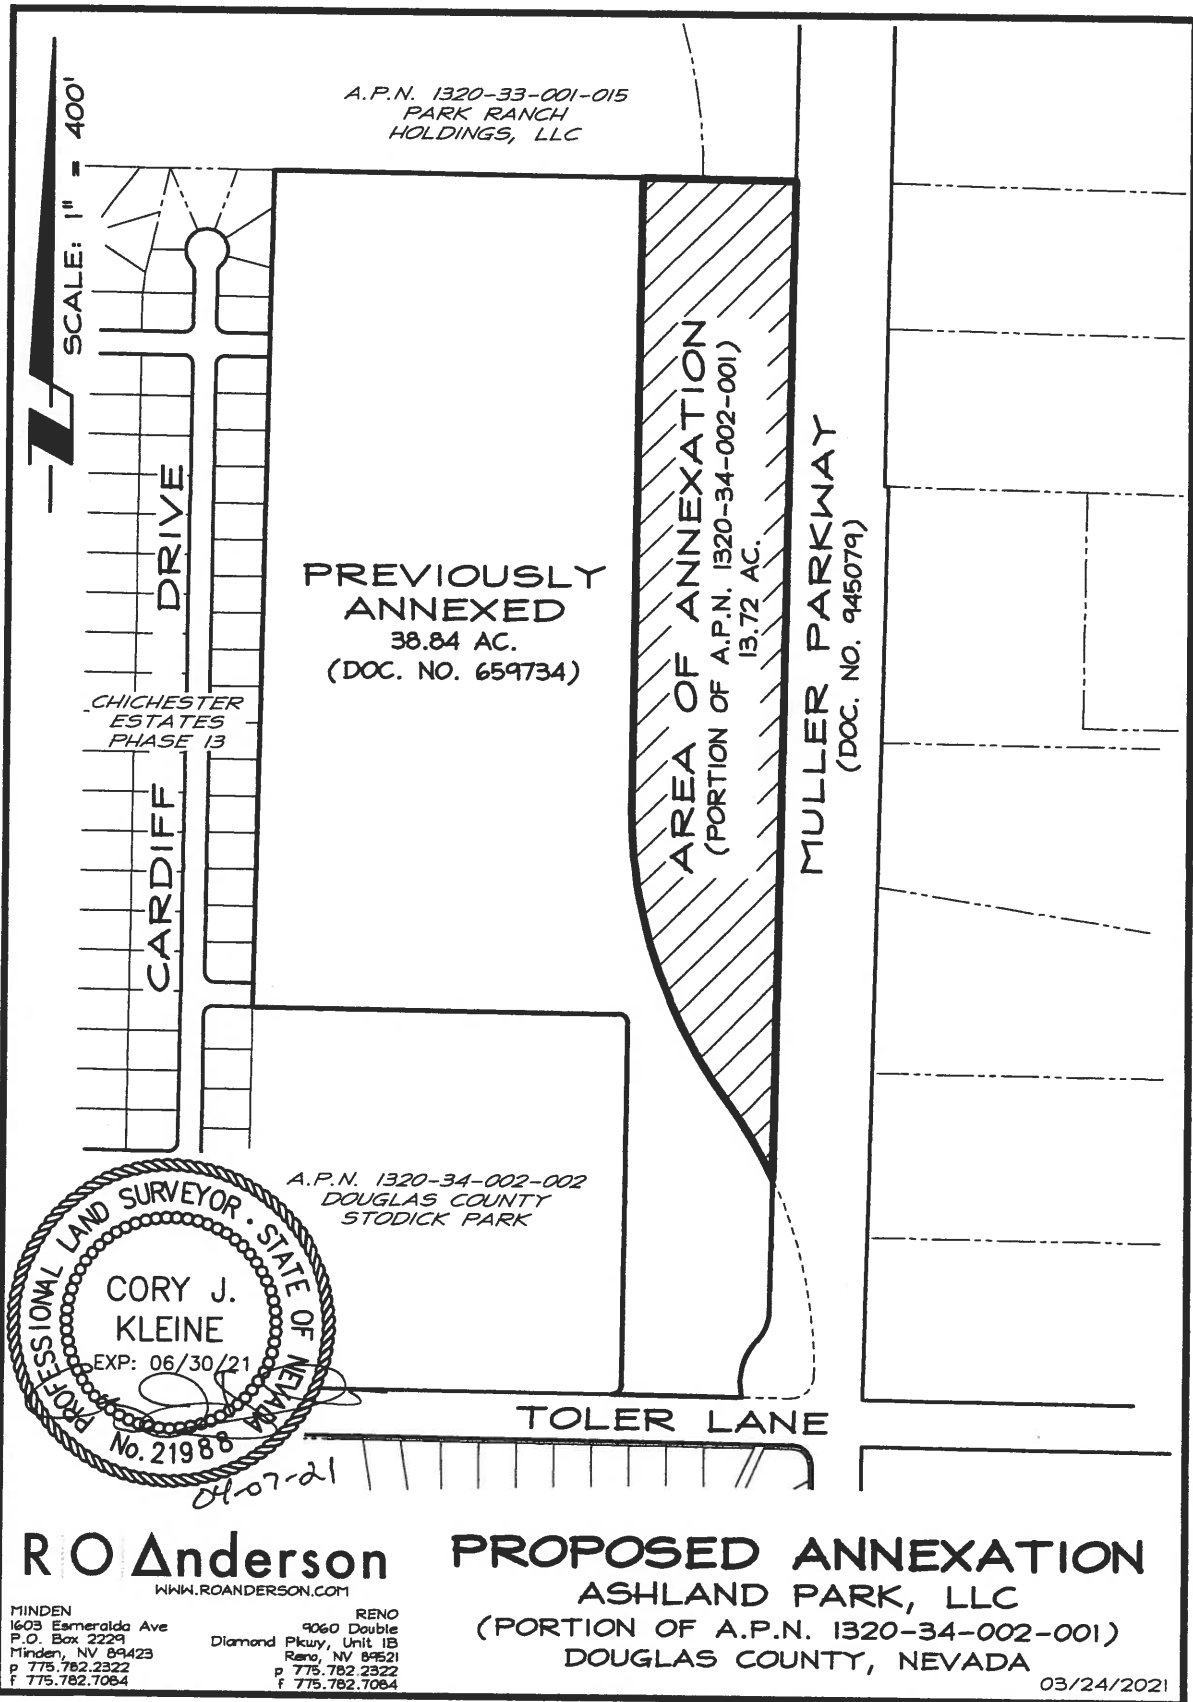 SCALE: 1" = 400'
A.P.N. 1320-33-001-015
PARK RANCH
HOLDINGS, LLC
PREVIOUSLY
ANNEXED
38.84 AC.
(DOC. NO. 659734)
AREA OF ANNEXATION
(PORTION OF A.P.N. 1320-34-002-001)
13.72 AC.
MULLER PARKWAY
(DOC. NO. 945079)
CARDIFF DRIVE
CHICHESTER
ESTATES
PHASE 13
A.P.N. 1320-34-002-002
DOUGLAS COUNTY
STODICK PARK
PROFESSIONAL LAND SURVEYOR · STATE OF NEVADA
CORY J.
KLEINE
EXP: 06/30/21
No. 21988
04-07-21
TOLER LANE
R O Anderson
WWW.ROANDERSON.COM
MINDEN
1603 Esmeralda Ave
P.O. Box 2229
Minden, NV 89423
p 775.782.2322
f 775.782.7084
RENO
9060 Double
Diamond Pkwy, Unit 1B
Reno, NV 89521
p 775.782.2322
f 775.782.7084
PROPOSED ANNEXATION
ASHLAND PARK, LLC
(PORTION OF A.P.N. 1320-34-002-001)
DOUGLAS COUNTY, NEVADA
03/24/2021